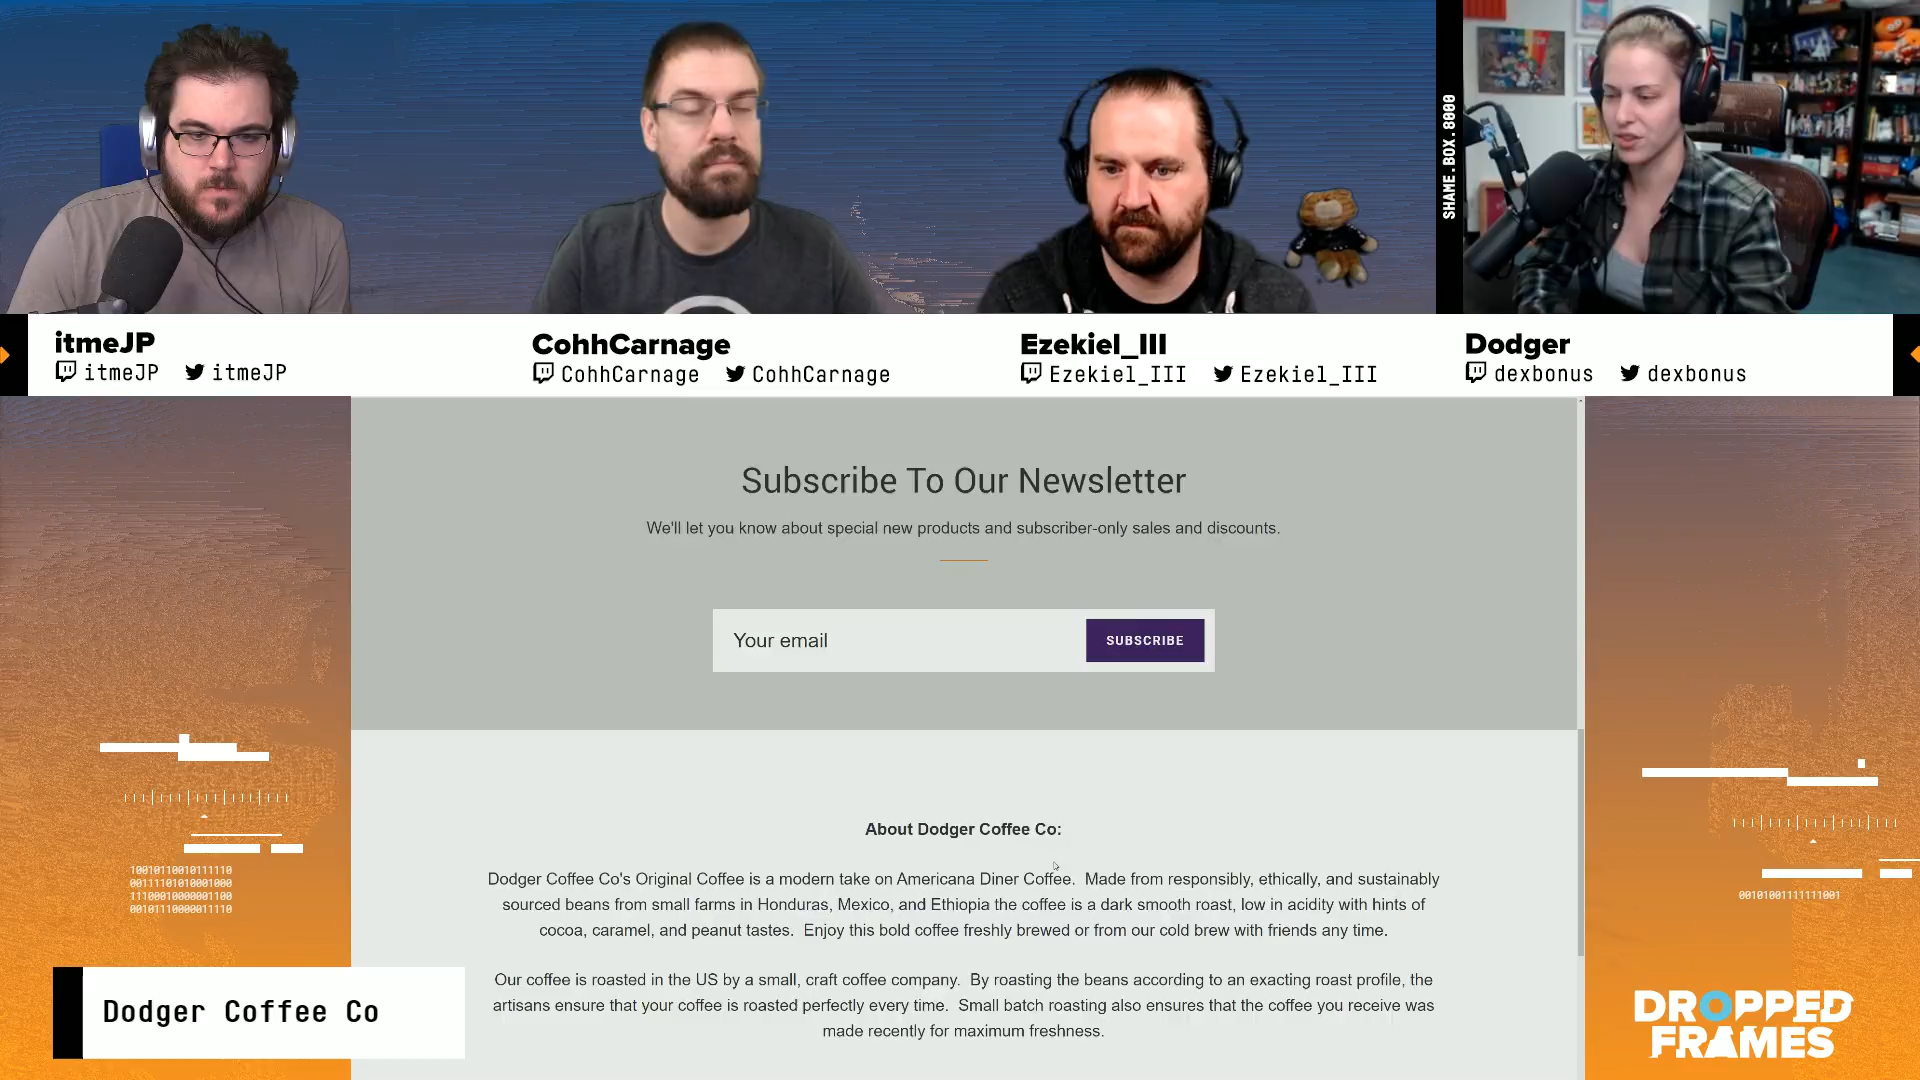 SHAME.BOX.8000
itmeJP
itmeJP itmeJP
CohhCarnage
CohhCarnage CohhCarnage
Ezekiel_III
Ezekiel_III Ezekiel_III
Dodger
dexbonus dexbonus
Subscribe To Our Newsletter
We'll let you know about special new products and subscriber-only sales and discounts.
Your email
SUBSCRIBE
About Dodger Coffee Co:
Dodger Coffee Co's Original Coffee is a modern take on Americana Diner Coffee. Made from responsibly, ethically, and sustainably
sourced beans from small farms in Honduras, Mexico, and Ethiopia the coffee is a dark smooth roast, low in acidity with hints of
cocoa, caramel, and peanut tastes. Enjoy this bold coffee freshly brewed or from our cold brew with friends any time.
Our coffee is roasted in the US by a small, craft coffee company. By roasting the beans according to an exacting roast profile, the
artisans ensure that your coffee is roasted perfectly every time. Small batch roasting also ensures that the coffee you receive was
made recently for maximum freshness.
10010110010111110
00111101010001000
11100010000001100
00101110000011110
00101001111111001
Dodger Coffee Co
DROPPED
FRAMES